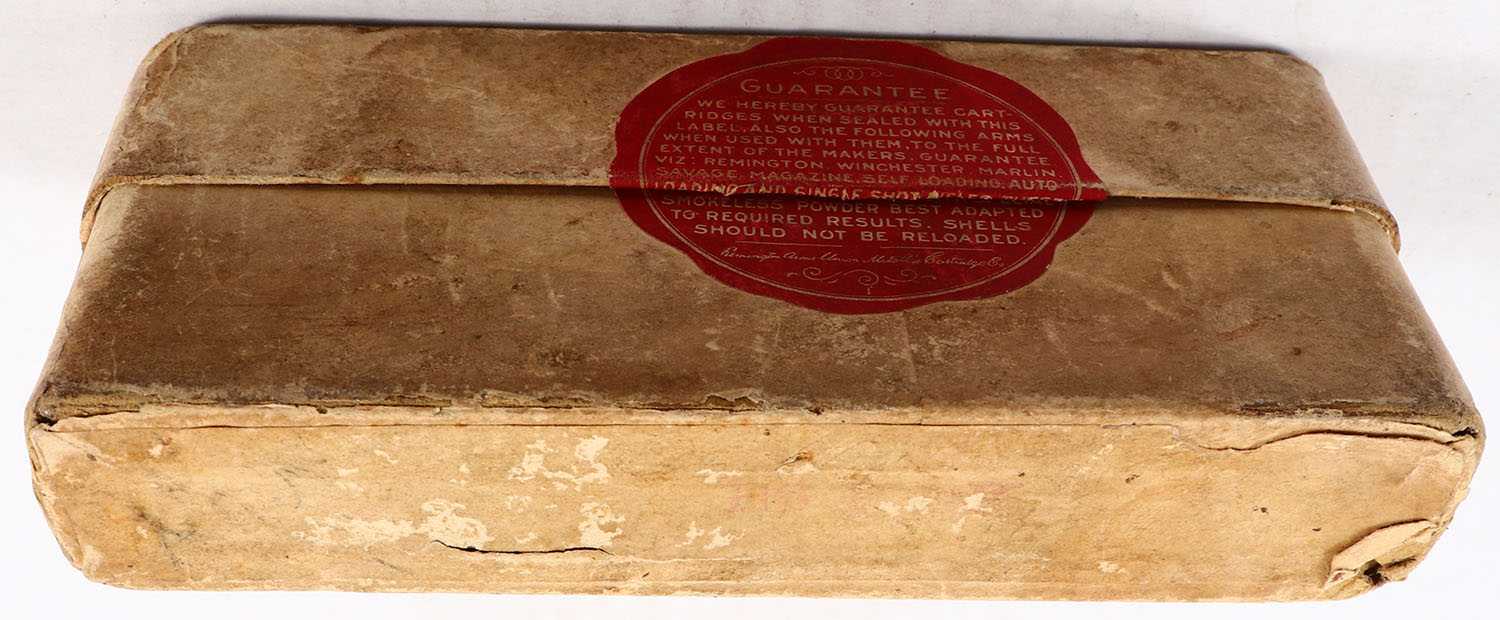 GUARANTEE
WE HEREBY GUARANTEE CART-
RIDGES WHEN SEALED WITH THIS
LABEL, ALSO THE FOLLOWING ARMS
WHEN USED WITH THEM, TO THE FULL
EXTENT OF THE MAKERS, GUARANTEE,
VIZ: REMINGTON, WINCHESTER, MARLIN
SAVAGE, MAGAZINE, SELF LOADING, AUTO
LOADING AND SINGLE SHOT
SMOKELESS POWDER BEST ADAPTED
TO REQUIRED RESULTS. SHELLS
SHOULD NOT BE RELOADED.
Remington Arms Union Metallic Cartridge Co.